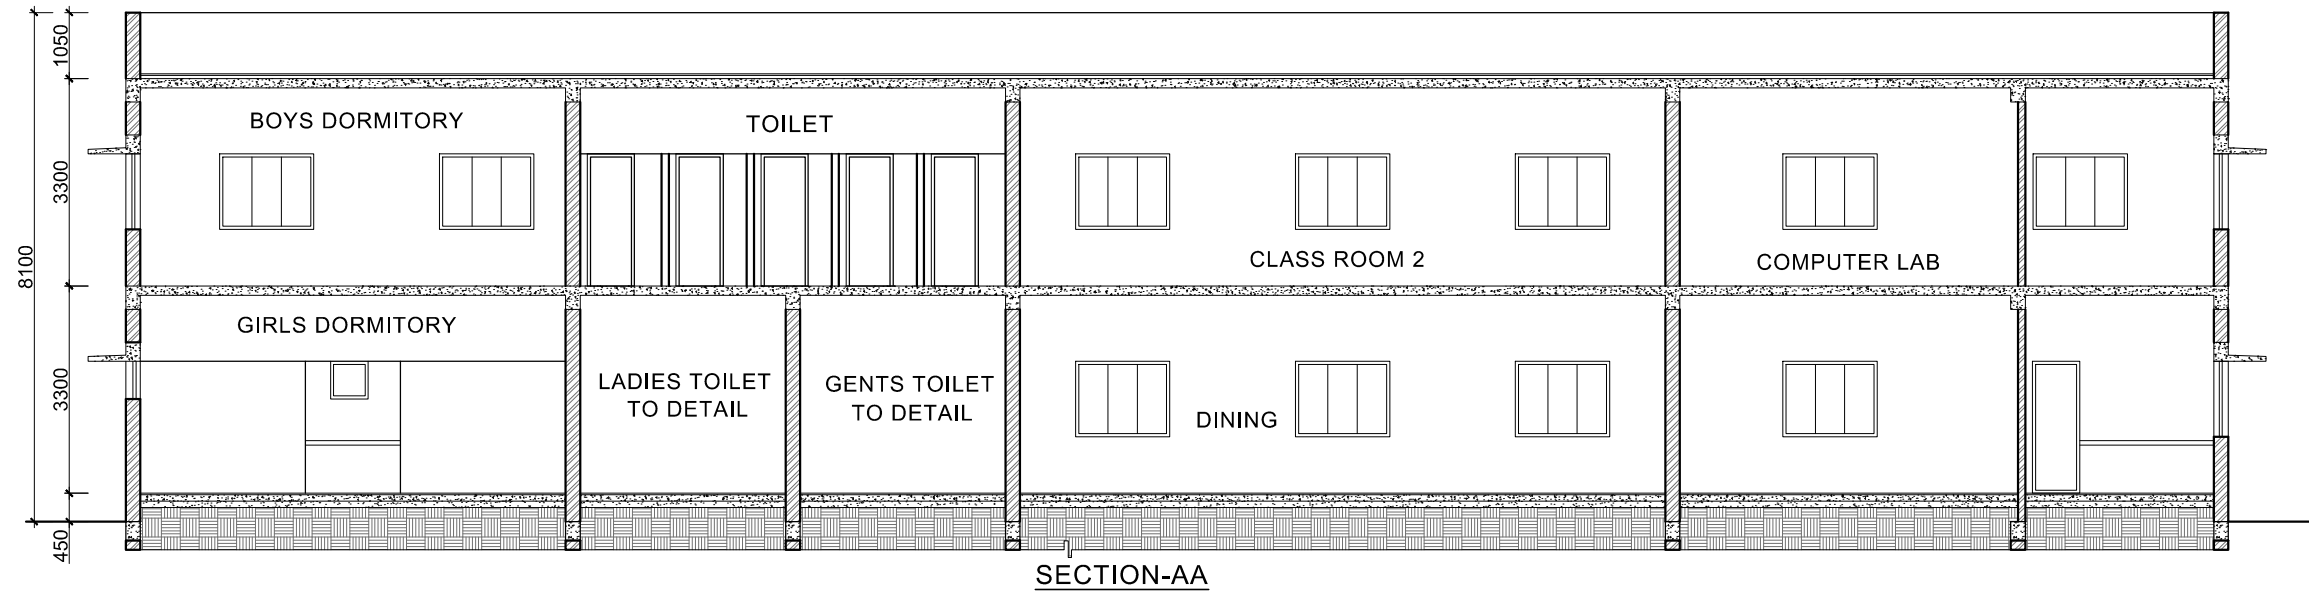 1050
BOYS DORMITORY
TOILET
3300
8100
CLASS ROOM 2
COMPUTER LAB
GIRLS DORMITORY
3300
LADIES TOILET
TO DETAIL
GENTS TOILET
TO DETAIL
DINING
450
SECTION-AA